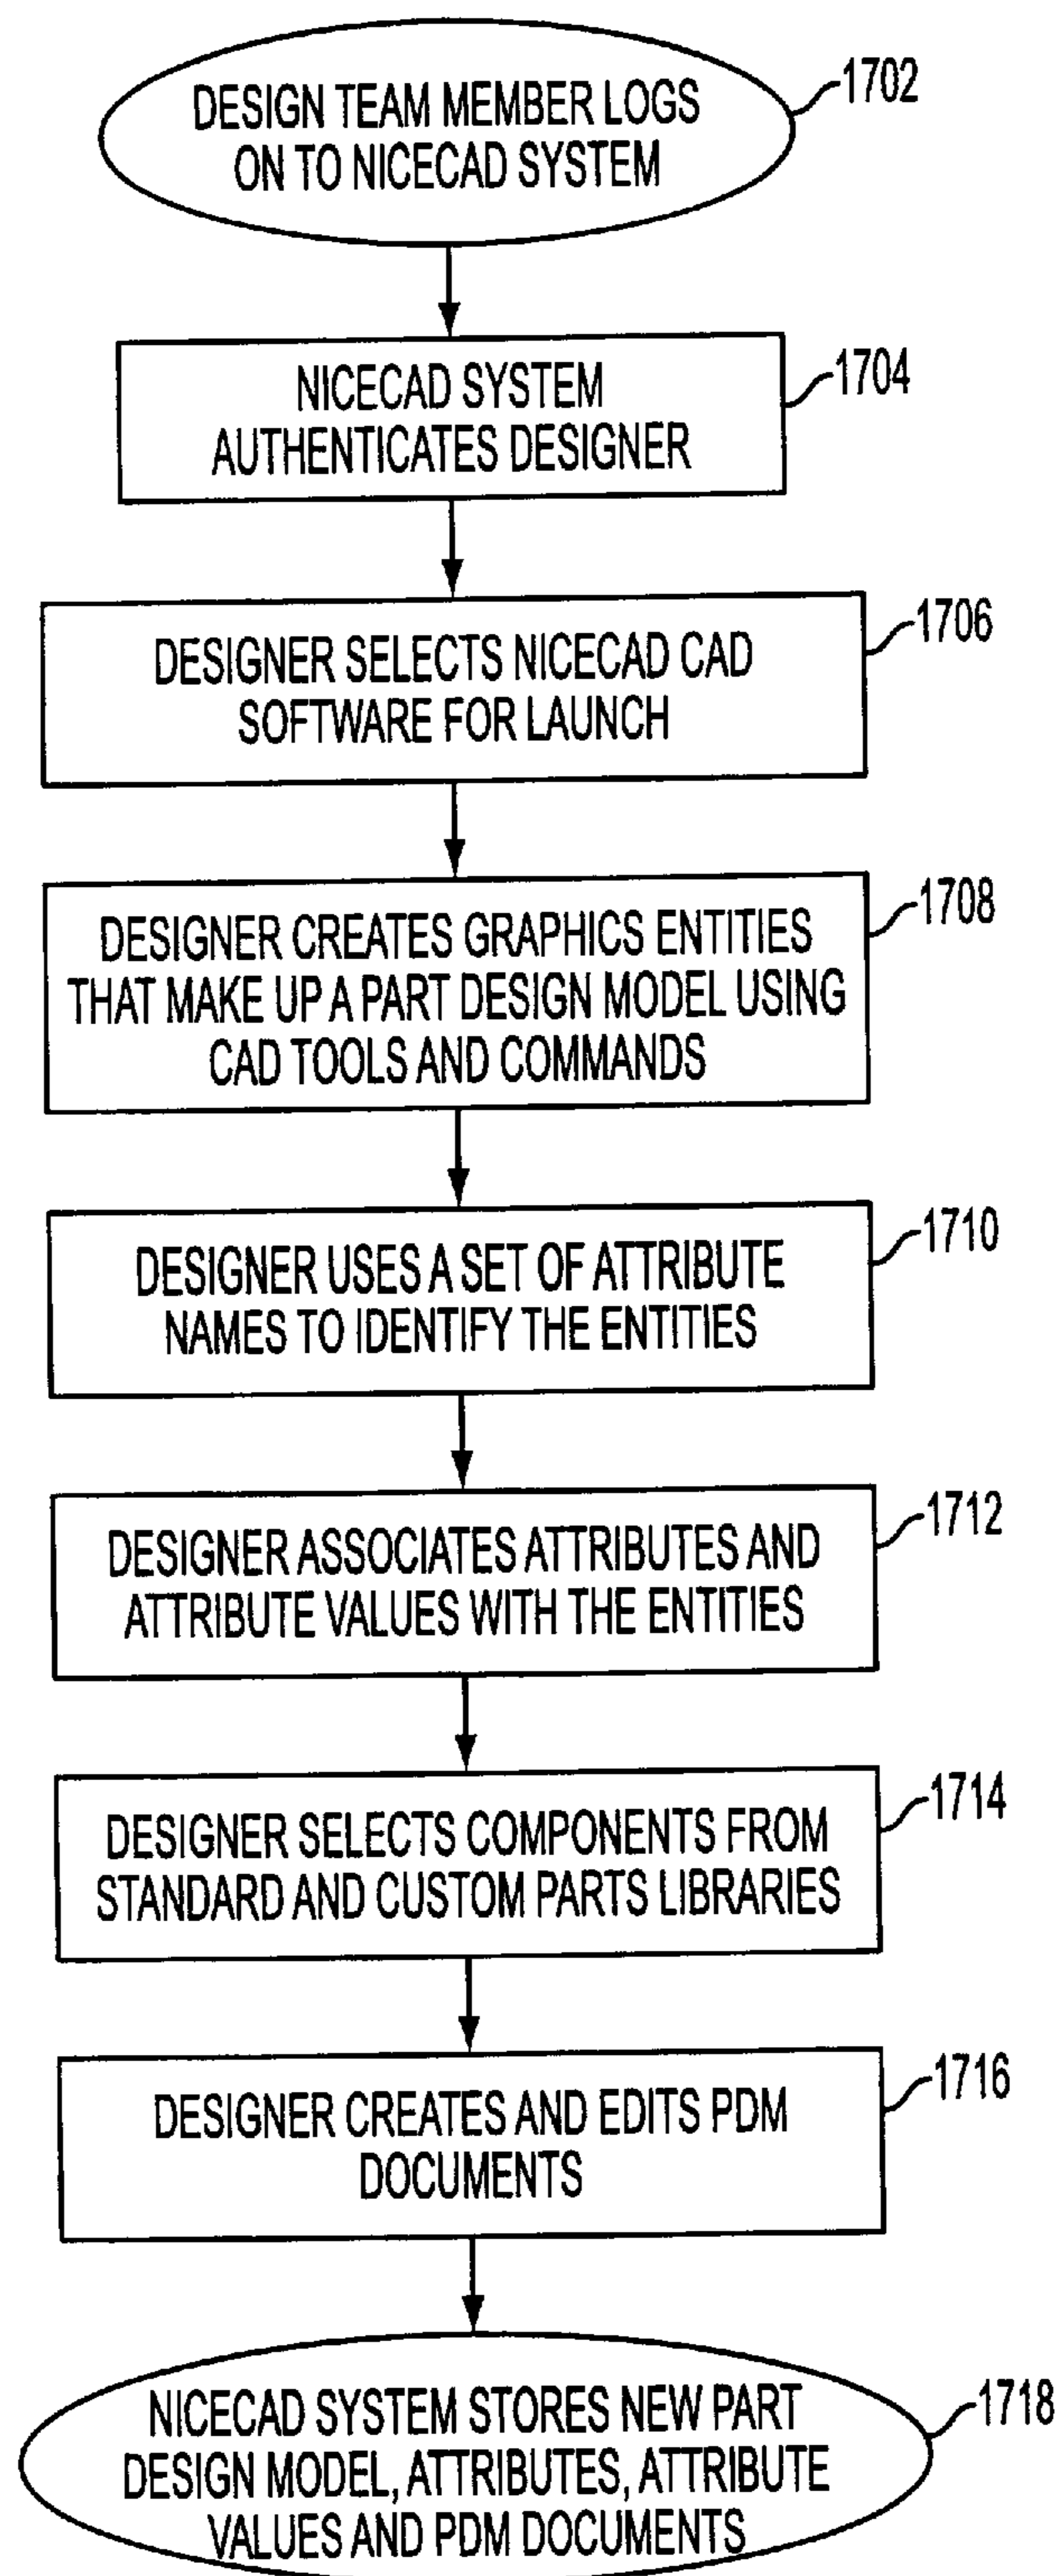 DESIGN TEAM MEMBER LOGS
ON TO NICECAD SYSTEM
1702
NICECAD SYSTEM
AUTHENTICATES DESIGNER
1704
DESIGNER SELECTS NICECAD CAD
SOFTWARE FOR LAUNCH
1706
DESIGNER CREATES GRAPHICS ENTITIES
THAT MAKE UP A PART DESIGN MODEL USING
CAD TOOLS AND COMMANDS
1708
DESIGNER USES A SET OF ATTRIBUTE
NAMES TO IDENTIFY THE ENTITIES
1710
DESIGNER ASSOCIATES ATTRIBUTES AND
ATTRIBUTE VALUES WITH THE ENTITIES
1712
DESIGNER SELECTS COMPONENTS FROM
STANDARD AND CUSTOM PARTS LIBRARIES
1714
DESIGNER CREATES AND EDITS PDM
DOCUMENTS
1716
NICECAD SYSTEM STORES NEW PART
DESIGN MODEL, ATTRIBUTES, ATTRIBUTE
VALUES AND PDM DOCUMENTS
1718